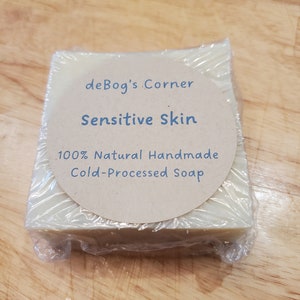 deBog's Corner
Sensitive Skin
100% Natural Handmade
Cold-Processed Soap